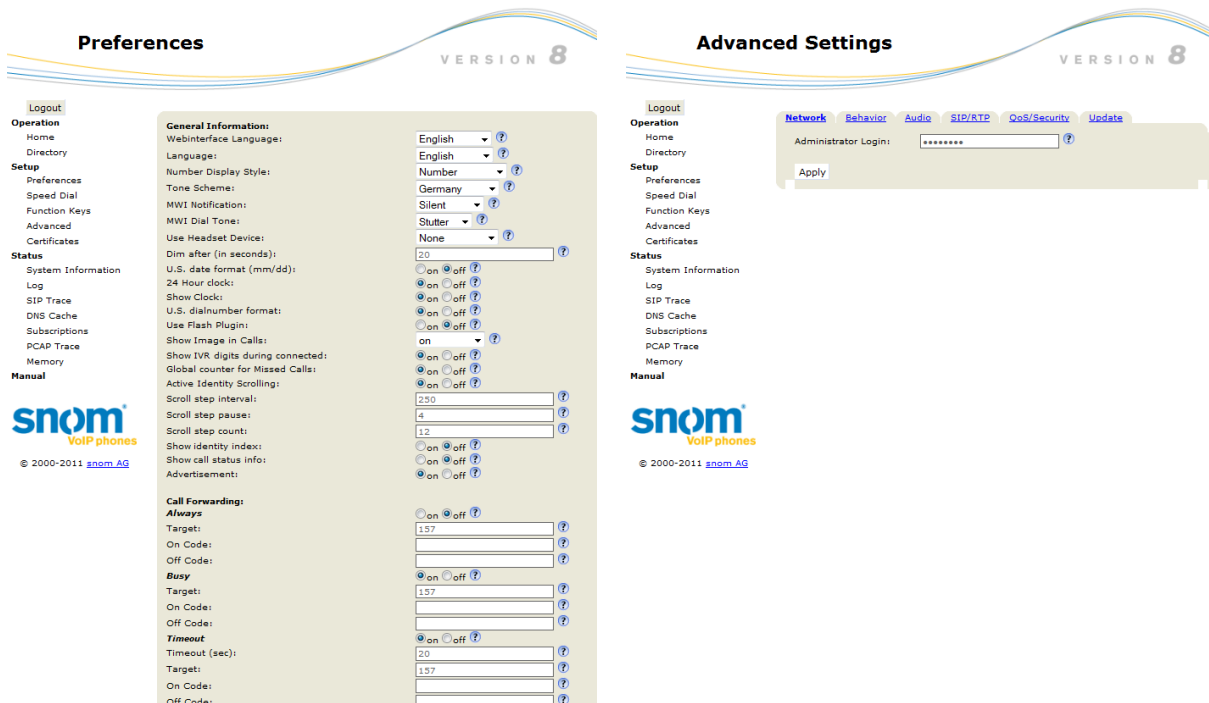 Preferences
VERSION 8
Logout
Operation
Home
Directory
Setup
Preferences
Speed Dial
Function Keys
Advanced
Certificates
Status
System Information
Log
SIP Trace
DNS Cache
Subscriptions
PCAP Trace
Memory
Manual
snom
VoIP phones
© 2000-2011 snom AG
General Information:
Webinterface Language: English ?
Language: English ?
Number Display Style: Number ?
Tone Scheme: Germany ?
MWI Notification: Silent ?
MWI Dial Tone: Stutter ?
Use Headset Device: None ?
Dim after (in seconds): 20 ?
U.S. date format (mm/dd): on off ?
24 Hour clock: on off ?
Show Clock: on off ?
U.S. dialnumber format: on off ?
Use Flash Plugin: on off ?
Show Image in Calls: on ?
Show IVR digits during connected: on off ?
Global counter for Missed Calls: on off ?
Active Identity Scrolling: on off ?
Scroll step interval: 250 ?
Scroll step pause: 4 ?
Scroll step count: 12 ?
Show identity index: on off ?
Show call status info: on off ?
Advertisement: on off ?
Call Forwarding:
Always on off ?
Target: 157 ?
On Code: ?
Off Code: ?
Busy on off ?
Target: 157 ?
On Code: ?
Off Code: ?
Timeout on off ?
Timeout (sec): 20 ?
Target: 157 ?
On Code: ?
Off Code: ?
Advanced Settings
VERSION 8
Logout
Operation
Home
Directory
Setup
Preferences
Speed Dial
Function Keys
Advanced
Certificates
Status
System Information
Log
SIP Trace
DNS Cache
Subscriptions
PCAP Trace
Memory
Manual
snom
VoIP phones
© 2000-2011 snom AG
Network Behavior Audio SIP/RTP QoS/Security Update
Administrator Login: •••••••• ?
Apply